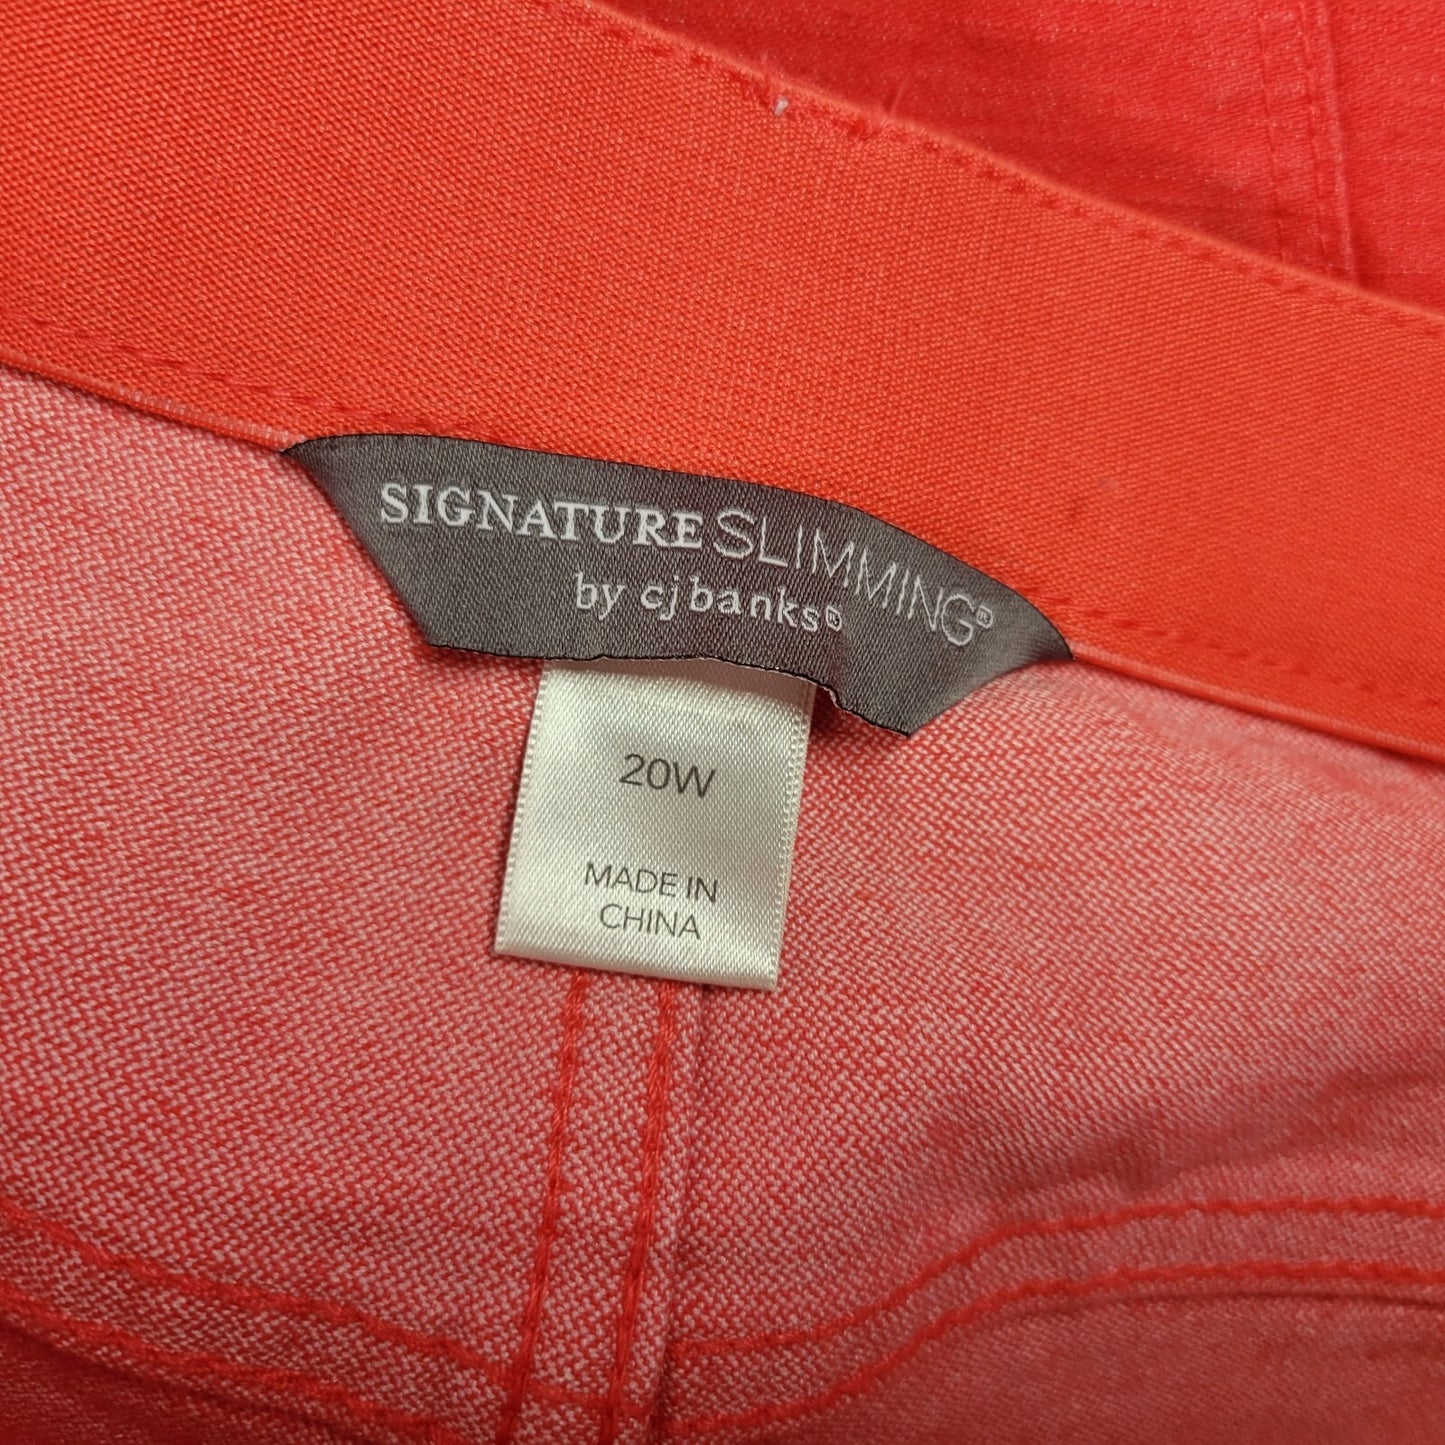 SIGNATURE SLIMMING®
by cj banks®
20W
MADE IN
CHINA